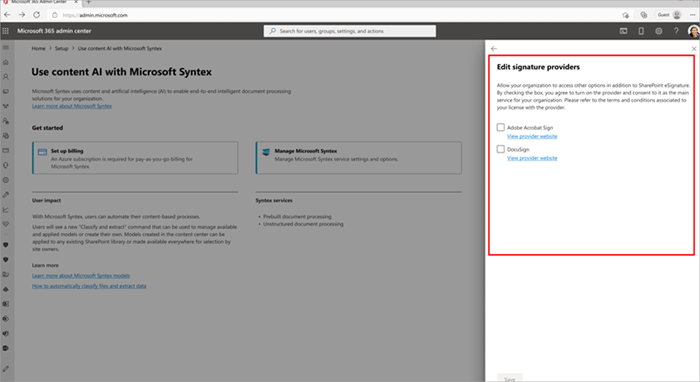 Microsoft 365 Admin Center
https://admin.microsoft.com
Guest
Microsoft 365 admin center
Search for users, groups, settings, and actions
Home > Setup > Use content AI with Microsoft Syntex
Use content AI with Microsoft Syntex
Microsoft Syntex uses content and artificial intelligence (AI) to enable end-to-end intelligent document processing
solutions for your organization.
Learn more about Microsoft Syntex
Get started
Set up billing
An Azure subscription is required for pay-as-you-go billing for
Microsoft Syntex.
Manage Microsoft Syntex
Manage Microsoft Syntex service settings and options.
User impact
With Microsoft Syntex, users can automate their content-based processes.
Users will see a new "Classify and extract" command that can be used to manage available
and applied models or create their own. Models created in the content center can be
applied to any existing SharePoint library or made available everywhere for selection by
site owners.
Syntex services
• Prebuilt document processing
• Unstructured document processing
Learn more
Learn more about Microsoft Syntex models
How to automatically classify files and extract data
Edit signature providers
Allow your organization to access other options in addition to SharePoint eSignature.
By checking the box, you agree to turn on the provider and consent to it as the main
service for your organization. Please refer to the terms and conditions associated to
your license with the provider.
Adobe Acrobat Sign
View provider website
DocuSign
View provider website
Save